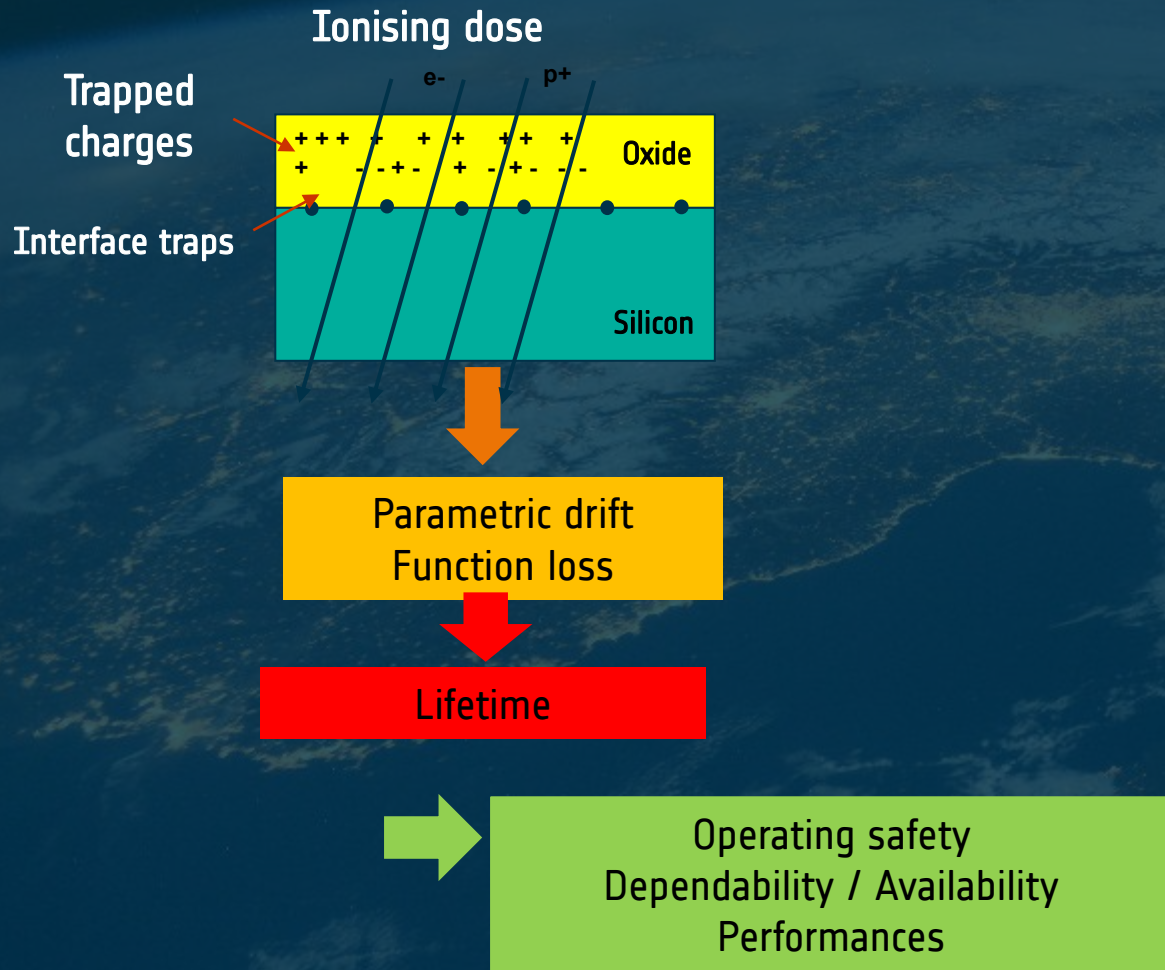 Ionising dose
e- p+
Trapped
charges
+ + + + + + + + +
Oxide
+ - - + - + - + - - -
Interface traps
Silicon
Parametric drift
Function loss
Lifetime
Operating safety
Dependability / Availability
Performances